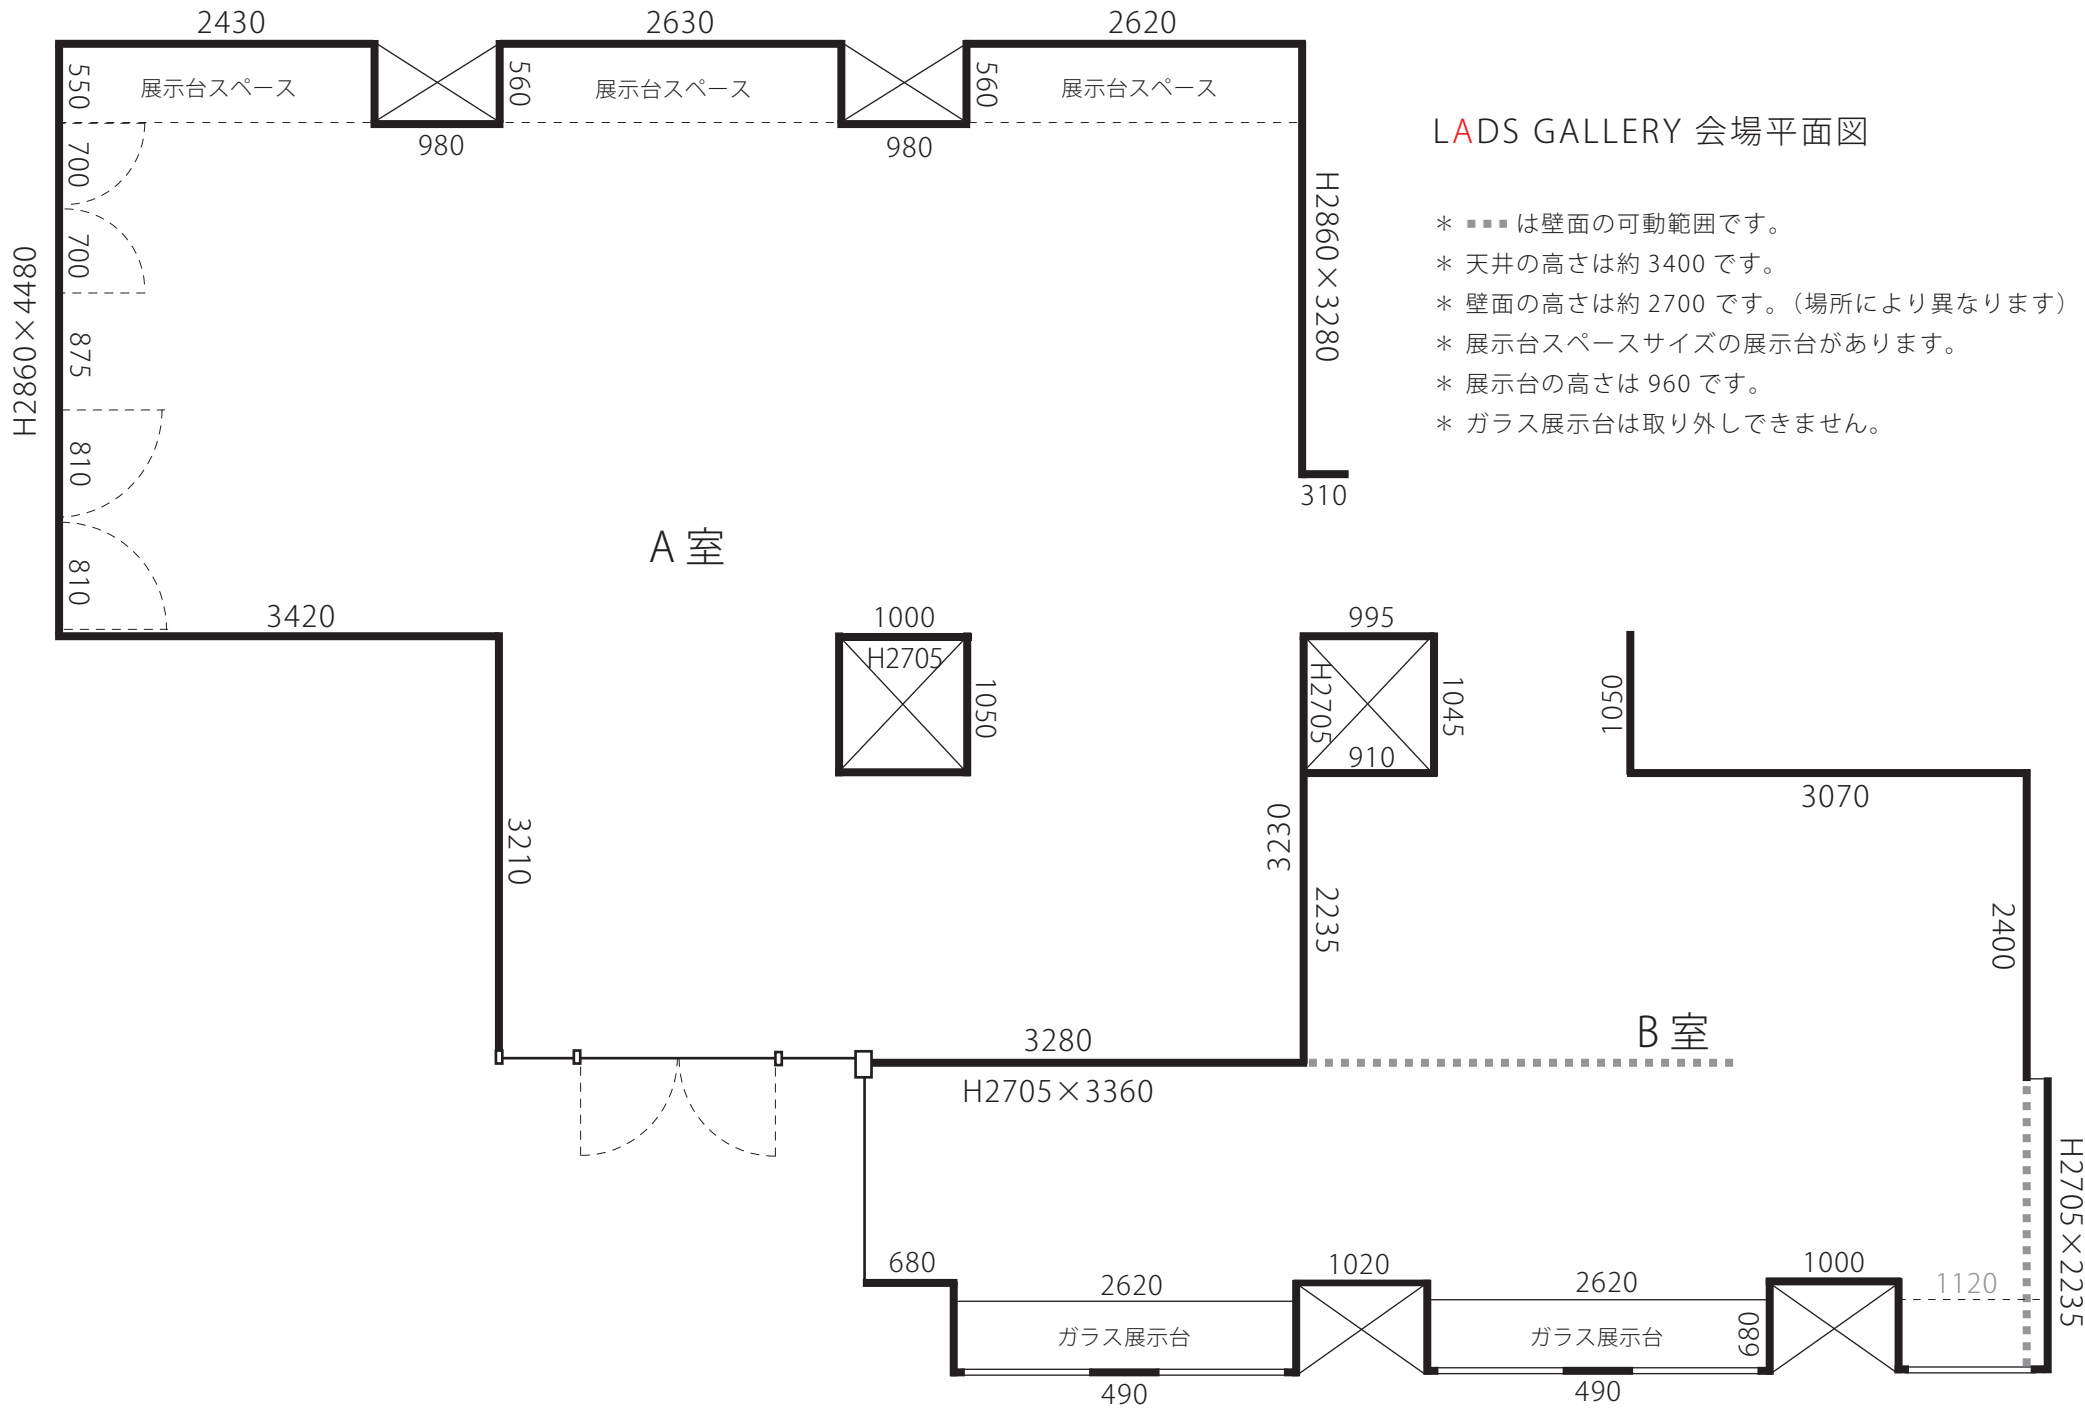 2430
2630
2620
550
展示台スペース
560
展示台スペース
560
展示台スペース
980
980
LADS GALLERY 会場平面図
700
700
875
810
810
H2860×4480
H2860×3280
310
＊ は壁面の可動範囲です。
＊ 天井の高さは約 3400 です。
＊ 壁面の高さは約 2700 です。（場所により異なります）
＊ 展示台スペースサイズの展示台があります。
＊ 展示台の高さは 960 です。
＊ ガラス展示台は取り外しできません。
A 室
3420
1000
H2705
1050
995
H2705
910
1045
1050
3070
3210
3230
2235
2400
B 室
3280
H2705×3360
H2705×2235
680
2620
1020
2620
1000
1120
ガラス展示台
ガラス展示台
680
490
490